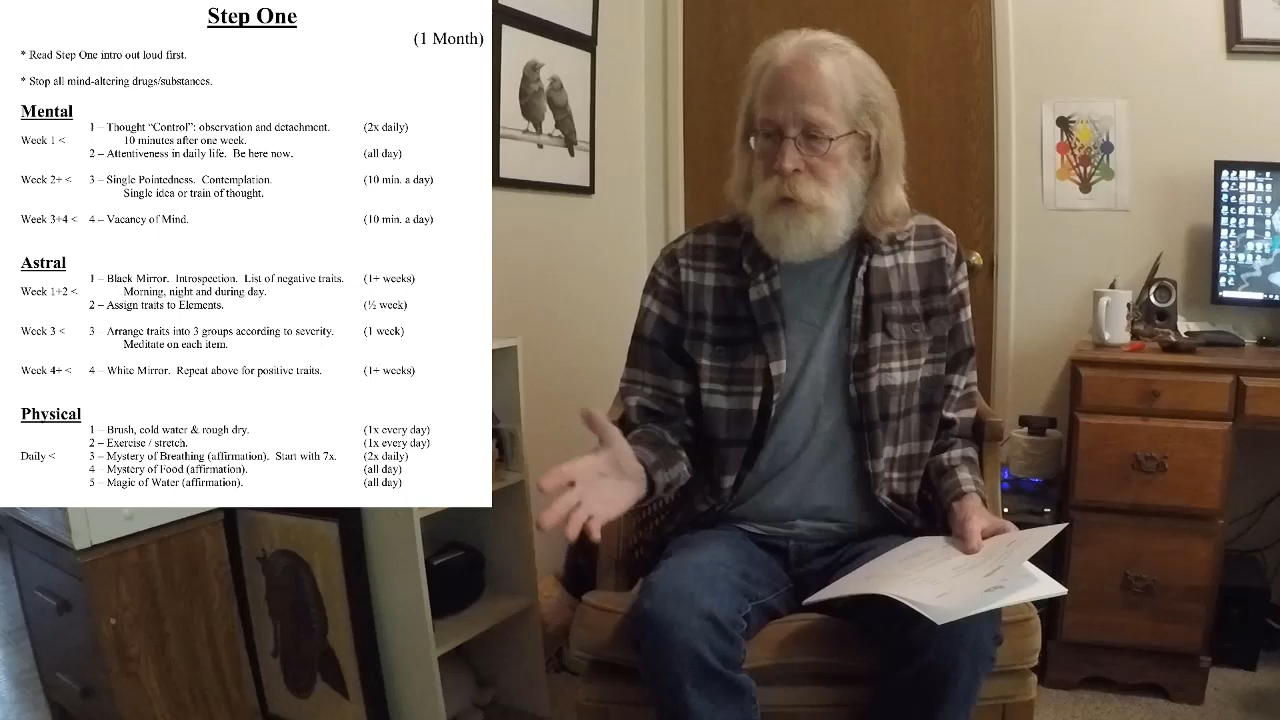 Step One
(1 Month)
* Read Step One intro out loud first.
* Stop all mind-altering drugs/substances.
Mental
1 – Thought “Control”: observation and detachment. (2x daily)
Week 1 < 10 minutes after one week.
2 – Attentiveness in daily life. Be here now. (all day)
Week 2+ < 3 – Single Pointedness. Contemplation. (10 min. a day)
Single idea or train of thought.
Week 3+4 < 4 – Vacancy of Mind. (10 min. a day)
Astral
1 – Black Mirror. Introspection. List of negative traits. (1+ weeks)
Week 1+2 < Morning, night and during day.
2 – Assign traits to Elements. (½ week)
Week 3 < 3 – Arrange traits into 3 groups according to severity. (1 week)
Meditate on each item.
Week 4+ < 4 – White Mirror. Repeat above for positive traits. (1+ weeks)
Physical
1 – Brush, cold water & rough dry. (1x every day)
2 – Exercise / stretch. (1x every day)
Daily < 3 – Mystery of Breathing (affirmation). Start with 7x. (2x daily)
4 – Mystery of Food (affirmation). (all day)
5 – Magic of Water (affirmation). (all day)